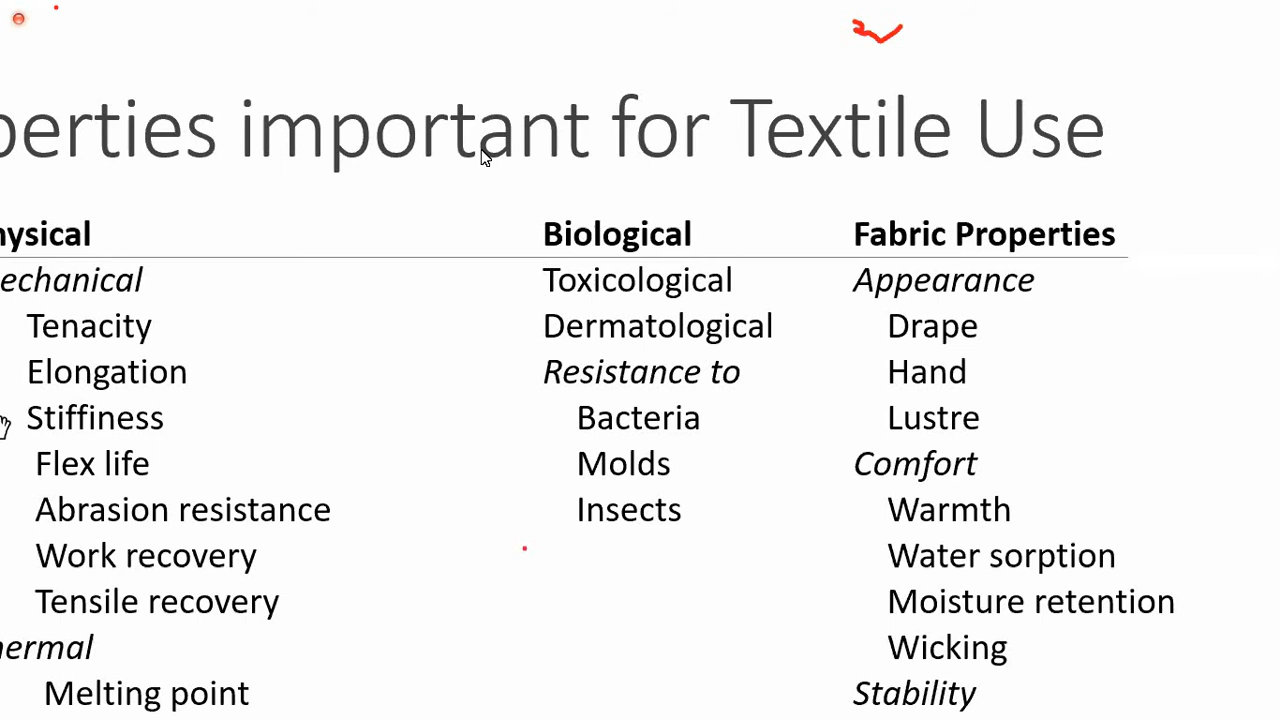 perties important for Textile Use
hysical Biological Fabric Properties
echanical Toxicological Appearance
Tenacity Dermatological Drape
Elongation Resistance to Hand
Stiffiness Bacteria Lustre
Flex life Molds Comfort
Abrasion resistance Insects Warmth
Work recovery Water sorption
Tensile recovery Moisture retention
hermal Wicking
Melting point Stability